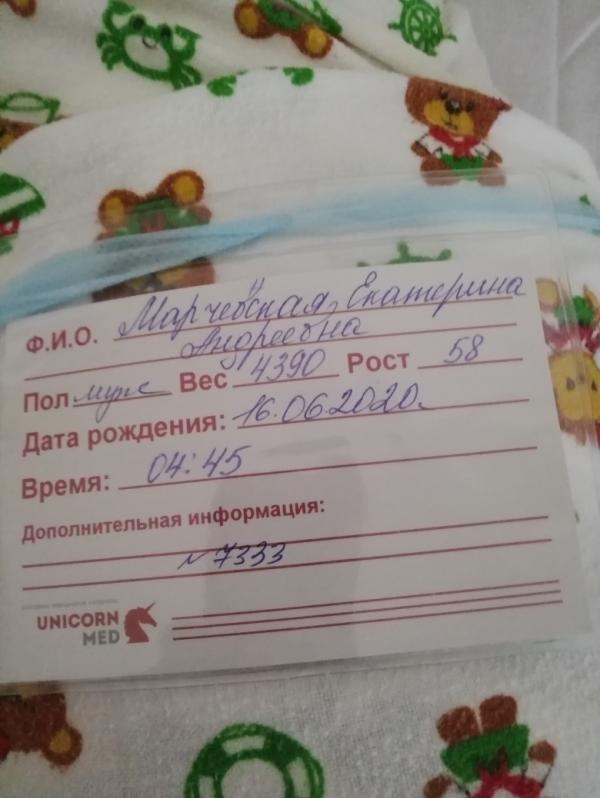 Ф.И.О. Марчевская Екатерина
Андреевна
Пол муж Вес 4390 Рост 58
Дата рождения: 16.06.2020.
Время: 04:45
Дополнительная информация:
N 7333
UNICORN
MED